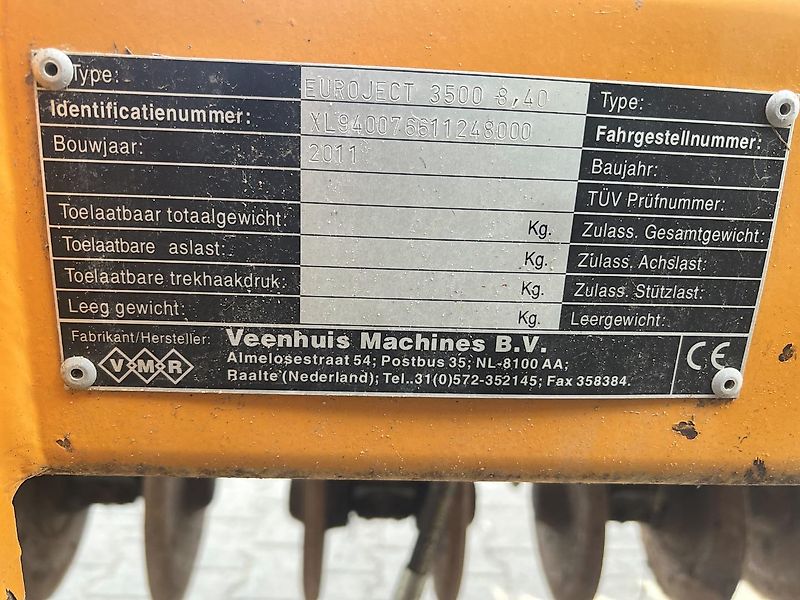 Type: EUROJECT 3500 8,40 Type:
Identificatienummer: XL940076611248000 Fahrgestellnummer:
Bouwjaar: 2011 Baujahr:
TÜV Prüfnummer:
Toelaatbaar totaalgewicht: Kg. Zulass. Gesamtgewicht:
Toelaatbare aslast: Kg. Zulass. Achslast:
Toelaatbare trekhaakdruk: Kg. Zulass. Stützlast:
Leeg gewicht: Kg. Leergewicht:
Fabrikant/Hersteller: Veenhuis Machines B.V.
V·M·R Almelosestraat 54; Postbus 35; NL-8100 AA; CE
Raalte (Nederland); Tel..31(0)572-352145; Fax 358384.